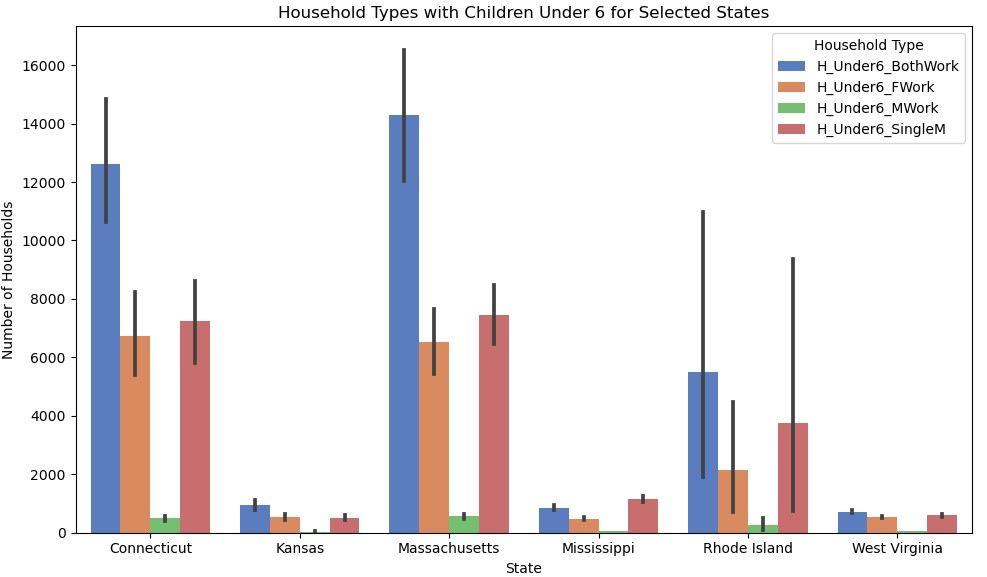 Household Types with Children Under 6 for Selected States
Number of Households
16000
14000
12000
10000
8000
6000
4000
2000
0
Household Type
H_Under6_BothWork
H_Under6_FWork
H_Under6_MWork
H_Under6_SingleM
Connecticut
Kansas
Massachusetts
Mississippi
Rhode Island
West Virginia
State